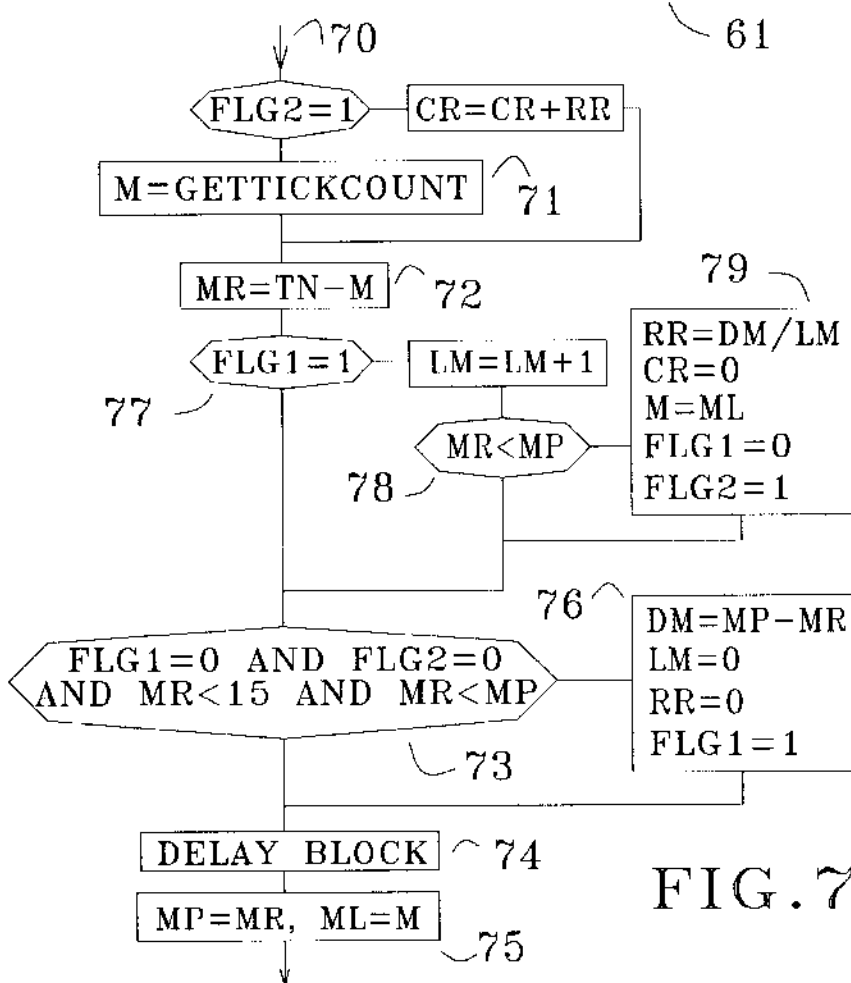 70
61
FLG2=1
CR=CR+RR
M=GETTICKCOUNT
71
MR=TN-M
72
79
FLG1=1
77
LM=LM+1
RR=DM/LM
CR=0
M=ML
FLG1=0
FLG2=1
MR<MP
78
76
FLG1=0 AND FLG2=0
AND MR<15 AND MR<MP
73
DM=MP-MR
LM=0
RR=0
FLG1=1
DELAY BLOCK
74
MP=MR, ML=M
75
FIG.7